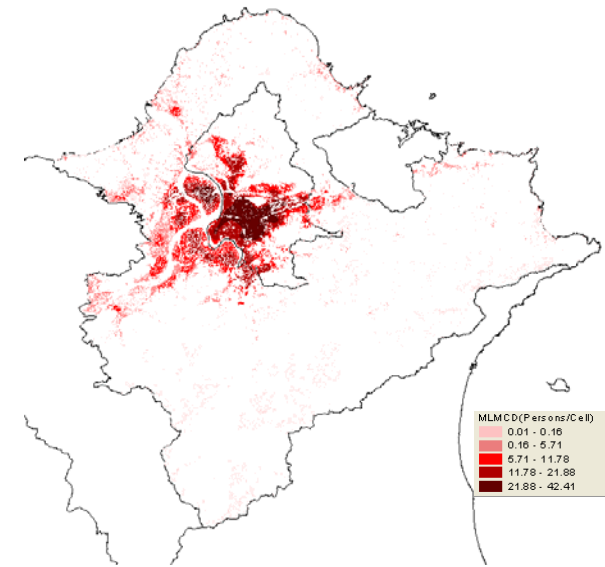 MLMCD(Persons/Cell)
0.01 - 0.16
0.16 - 5.71
5.71 - 11.78
11.78 - 21.88
21.88 - 42.41